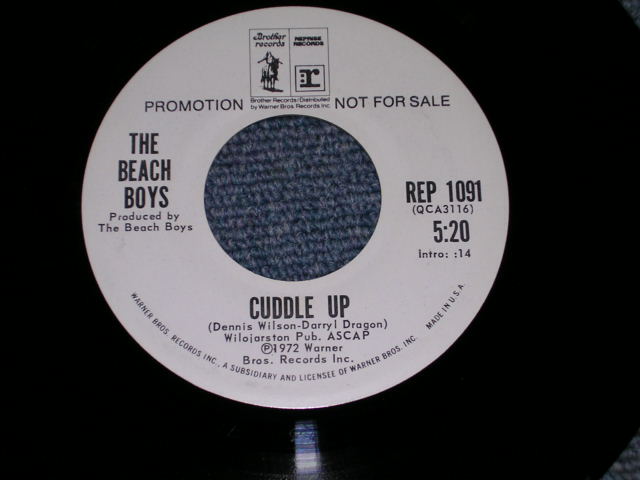 Brother
records
REPRISE
RECORDS
r
Brother Records/Distributed
by Warner Bros. Records Inc.
PROMOTION NOT FOR SALE
THE
BEACH
BOYS
Produced by
The Beach Boys
REP 1091
(QCA3116)
5:20
Intro: :14
CUDDLE UP
(Dennis Wilson-Darryl Dragon)
Wilojarston Pub. ASCAP
Ⓟ1972 Warner
Bros. Records Inc.
WARNER BROS. RECORDS INC., A SUBSIDIARY AND LICENSEE OF WARNER BROS. INC. MADE IN U.S.A.